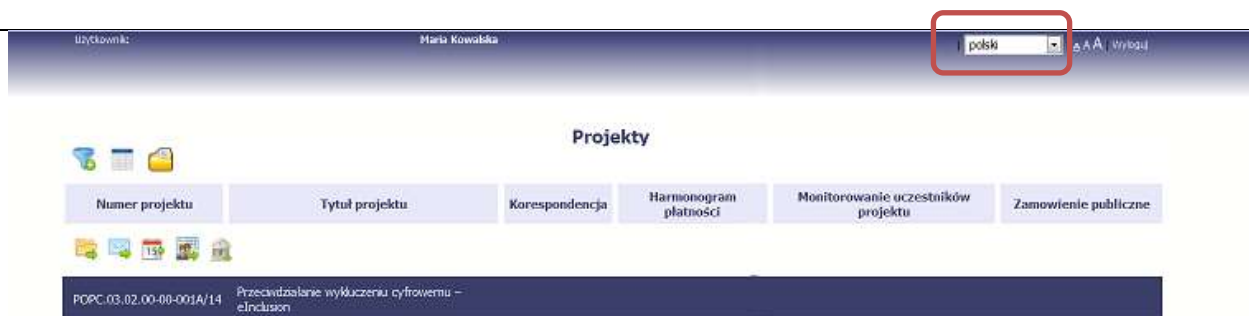 Użytkownik: Maria Kowalska | polski A A A | Wyloguj
Projekty
Numer projektu Tytuł projektu Korespondencja Harmonogram płatności Monitorowanie uczestników projektu Zamowienie publiczne
15
POPC.03.02.00-00-001A/14 Przeciwdziałanie wykluczeniu cyfrowemu –
eInclusion